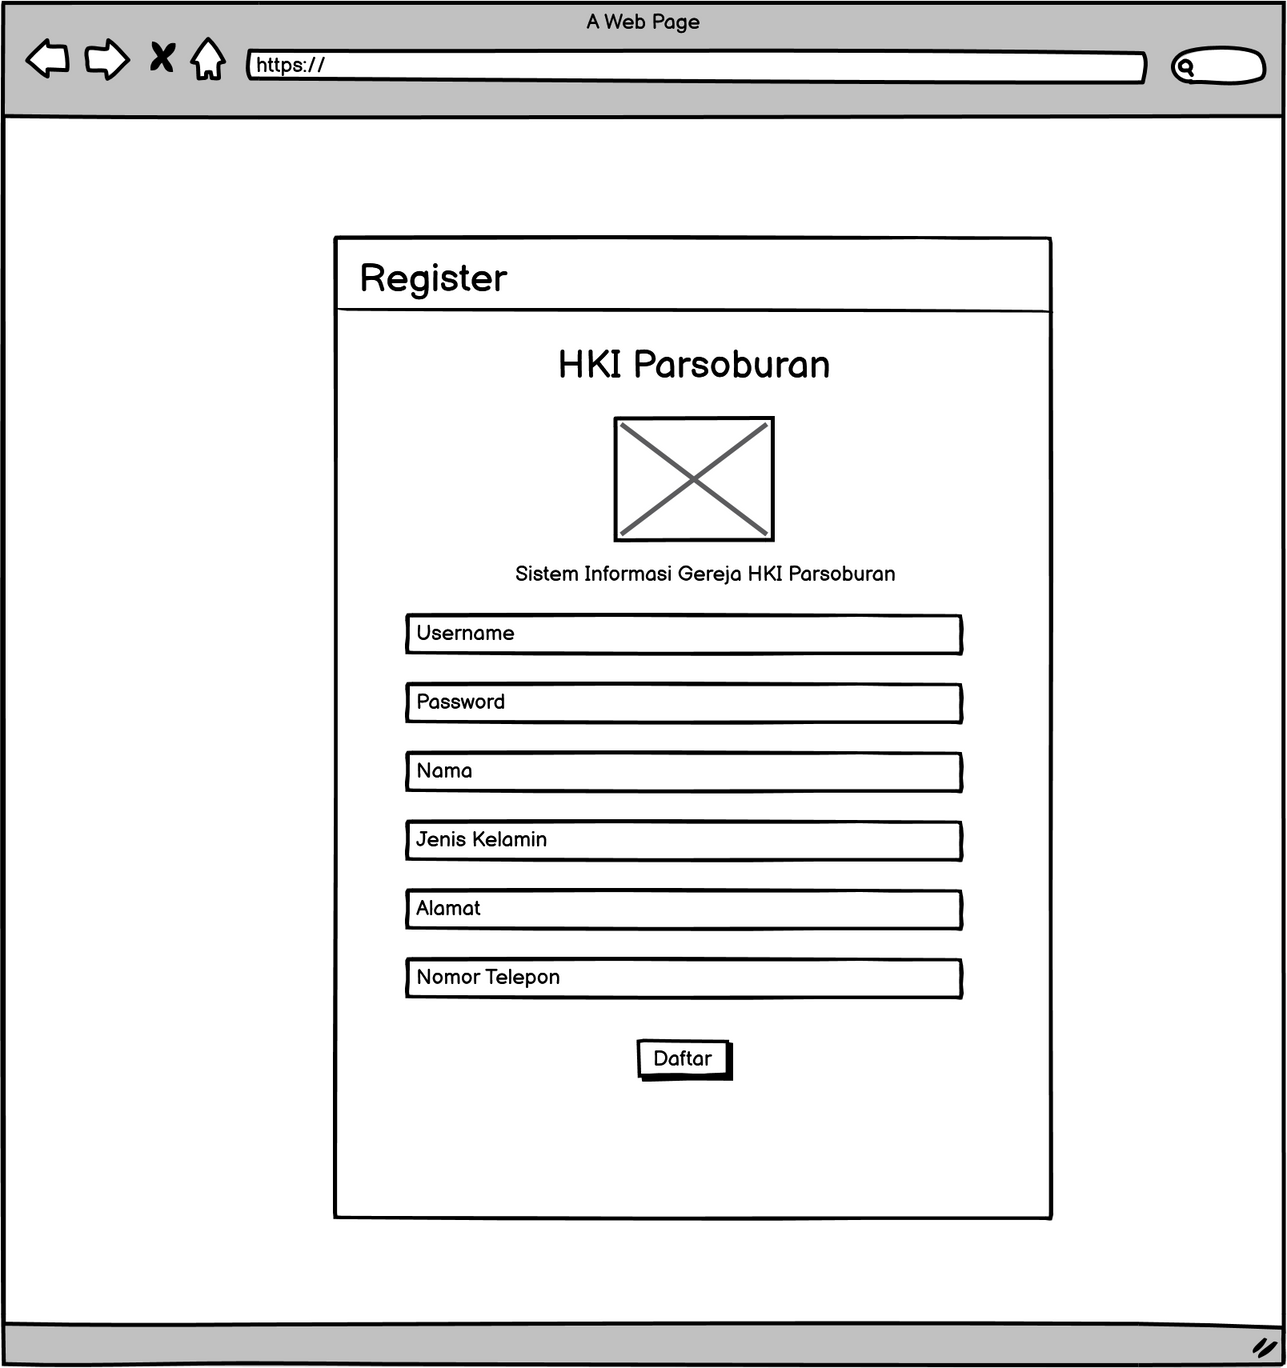 A Web Page
https://
Register
HKI Parsoburan
Sistem Informasi Gereja HKI Parsoburan
Username
Password
Nama
Jenis Kelamin
Alamat
Nomor Telepon
Daftar